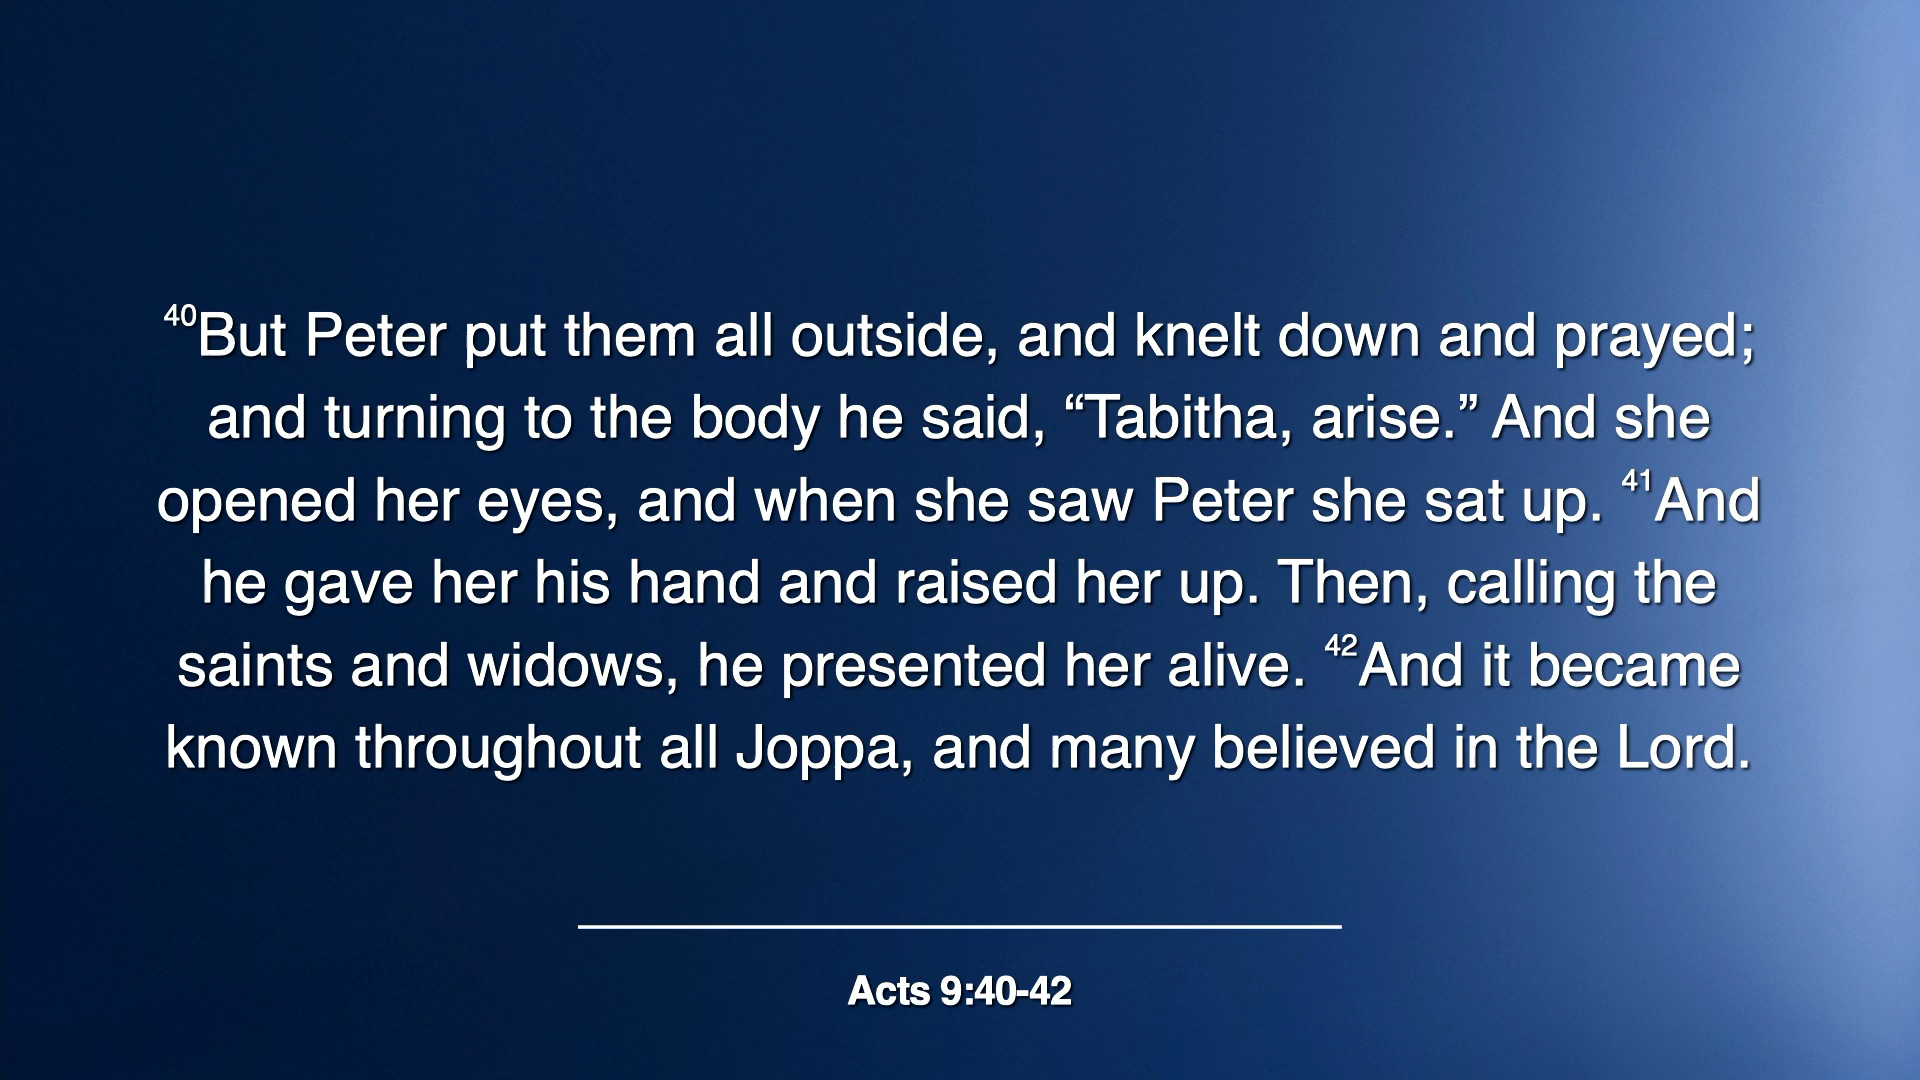 40But Peter put them all outside, and knelt down and prayed;
and turning to the body he said, “Tabitha, arise.” And she
opened her eyes, and when she saw Peter she sat up. 41And
he gave her his hand and raised her up. Then, calling the
saints and widows, he presented her alive. 42And it became
known throughout all Joppa, and many believed in the Lord.
Acts 9:40-42